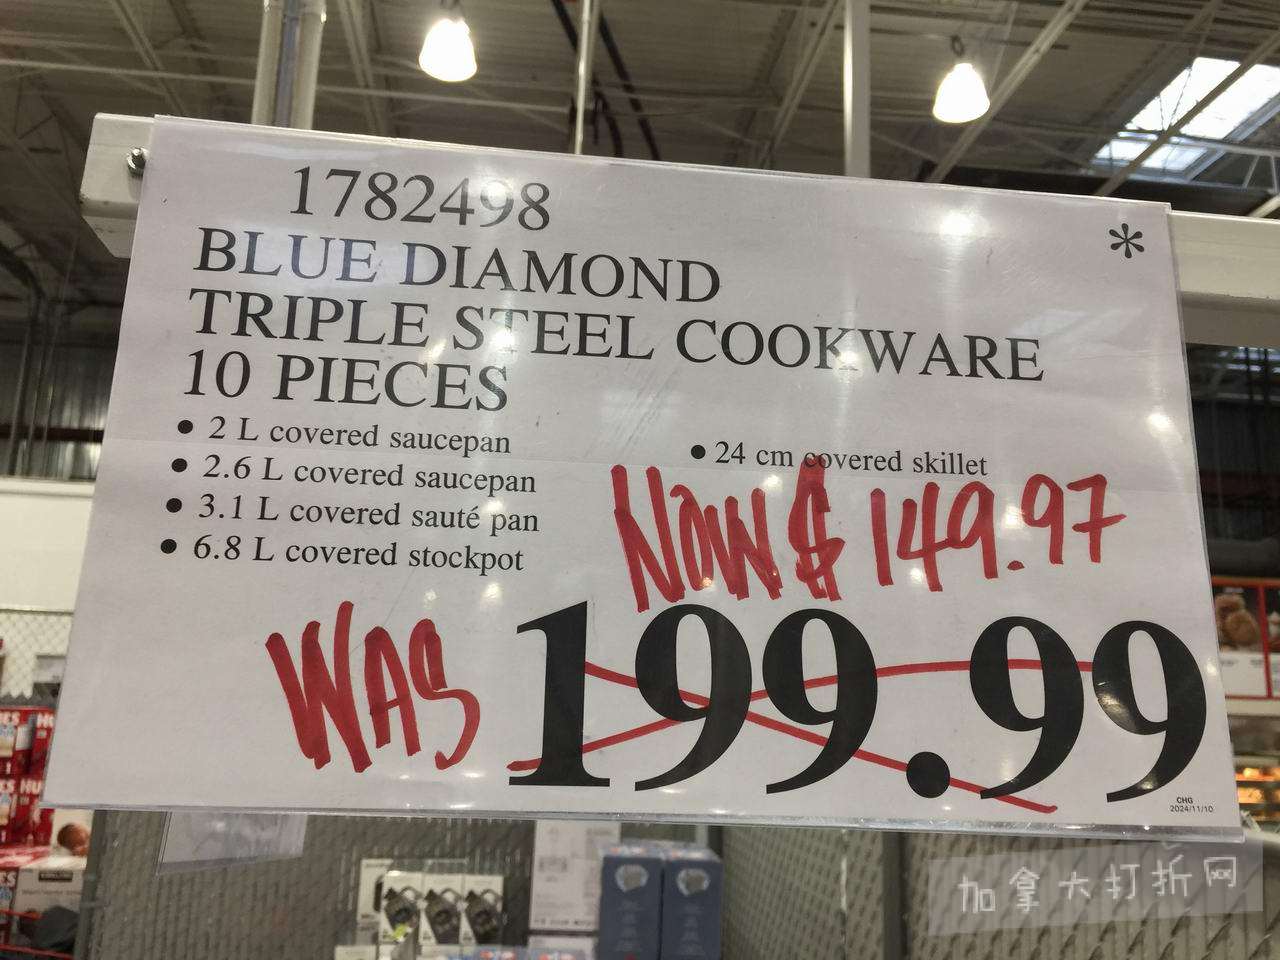 1782498
*
BLUE DIAMOND
TRIPLE STEEL COOKWARE
10 PIECES
• 2 L covered saucepan
• 2.6 L covered saucepan
• 3.1 L covered sauté pan
• 6.8 L covered stockpot
• 24 cm covered skillet
NOW $ 149.97
WAS 199.99
CHG
2024/11/10
加拿大打折网